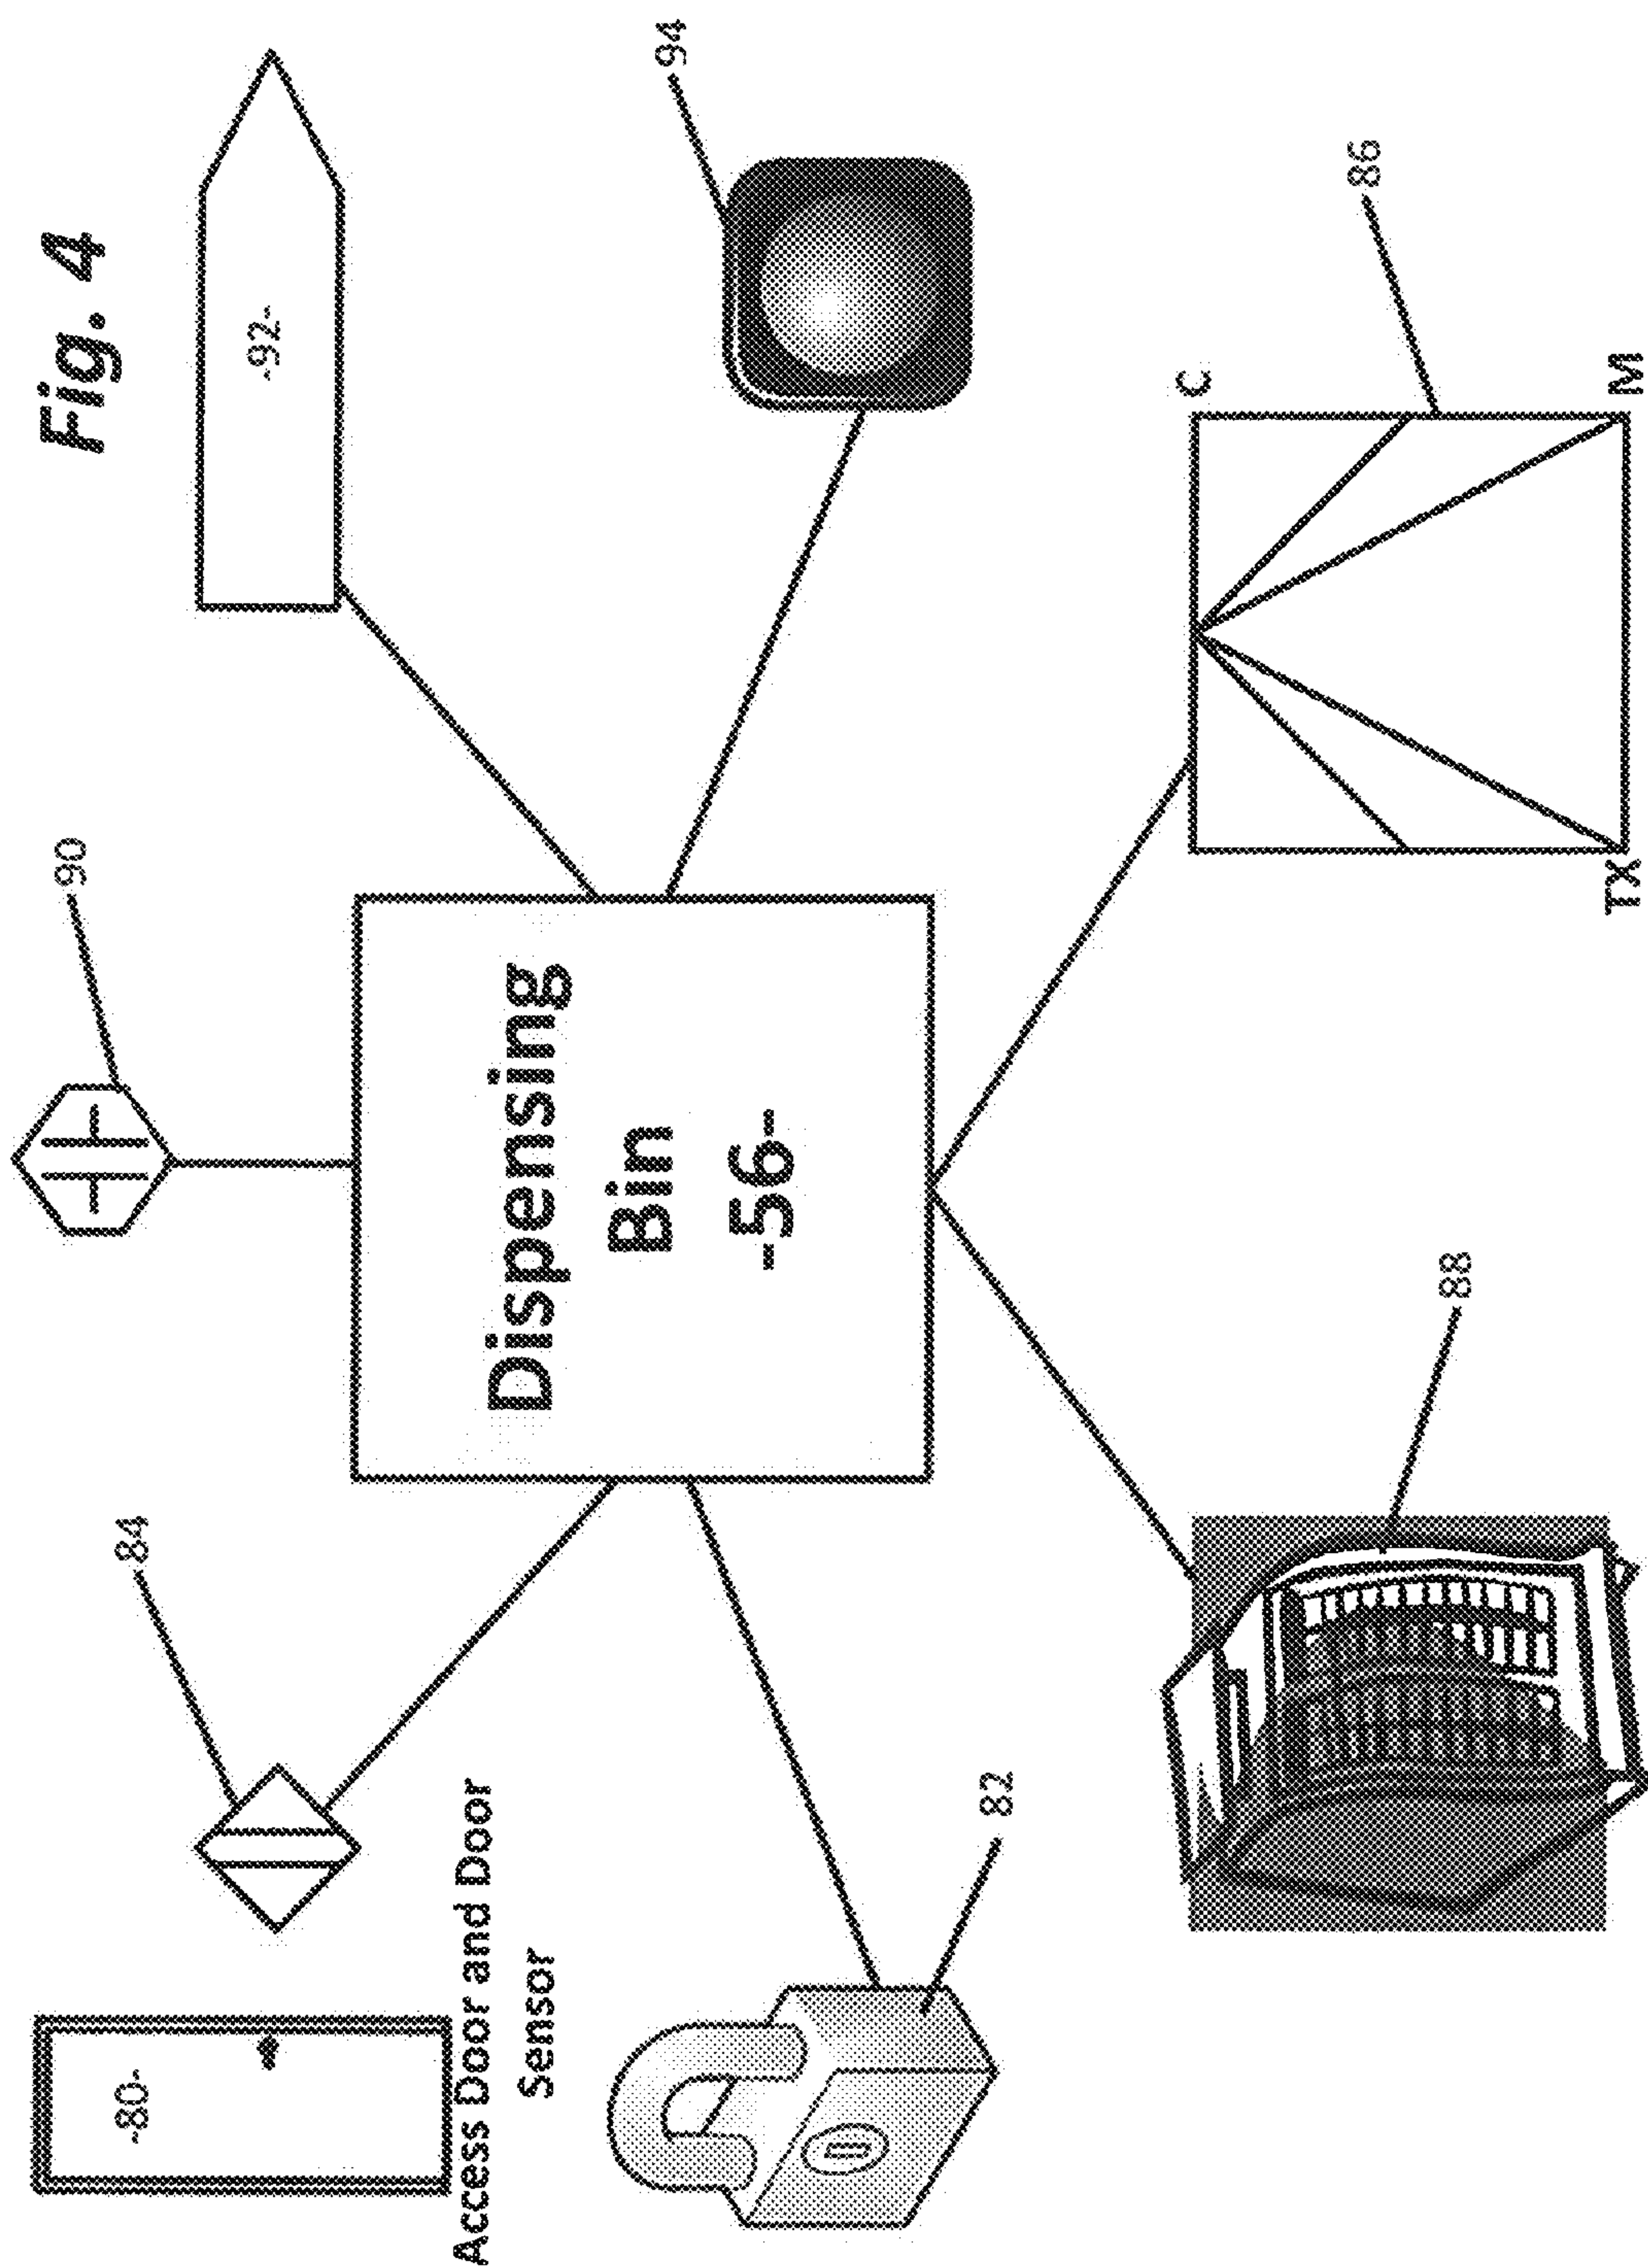 Fig. 4
-80-
Access Door and Door
Sensor
84
90
-92-
94
Dispensing
Bin
-56-
82
88
86
C
TX
M